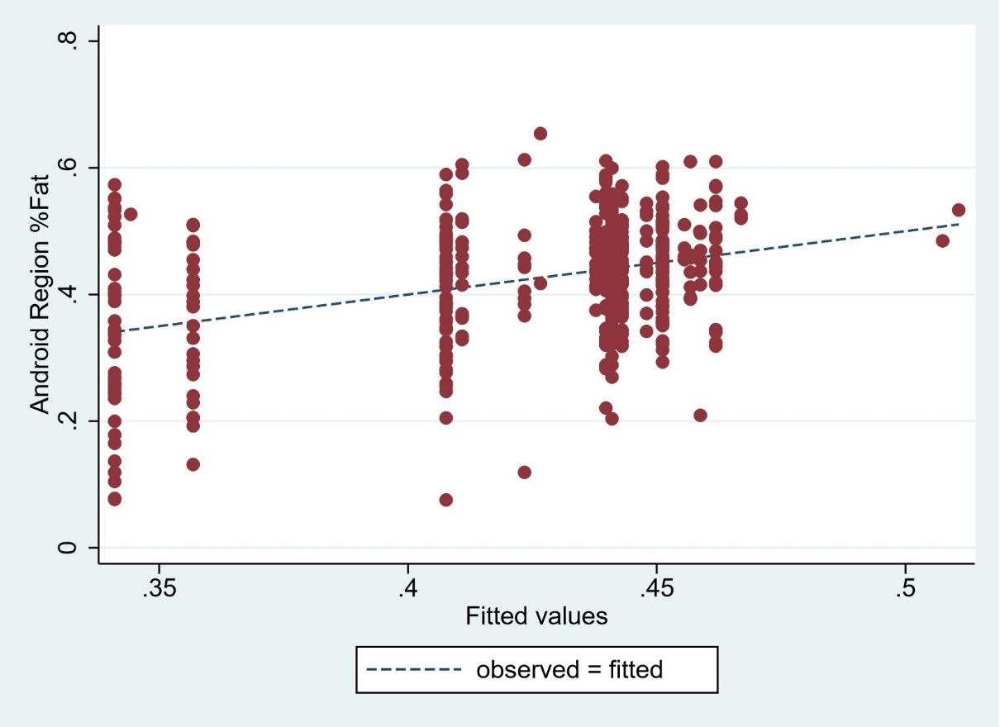 Android Region %Fat
.8
.6
.4
.2
0
.35 .4 .45 .5
Fitted values
observed = fitted